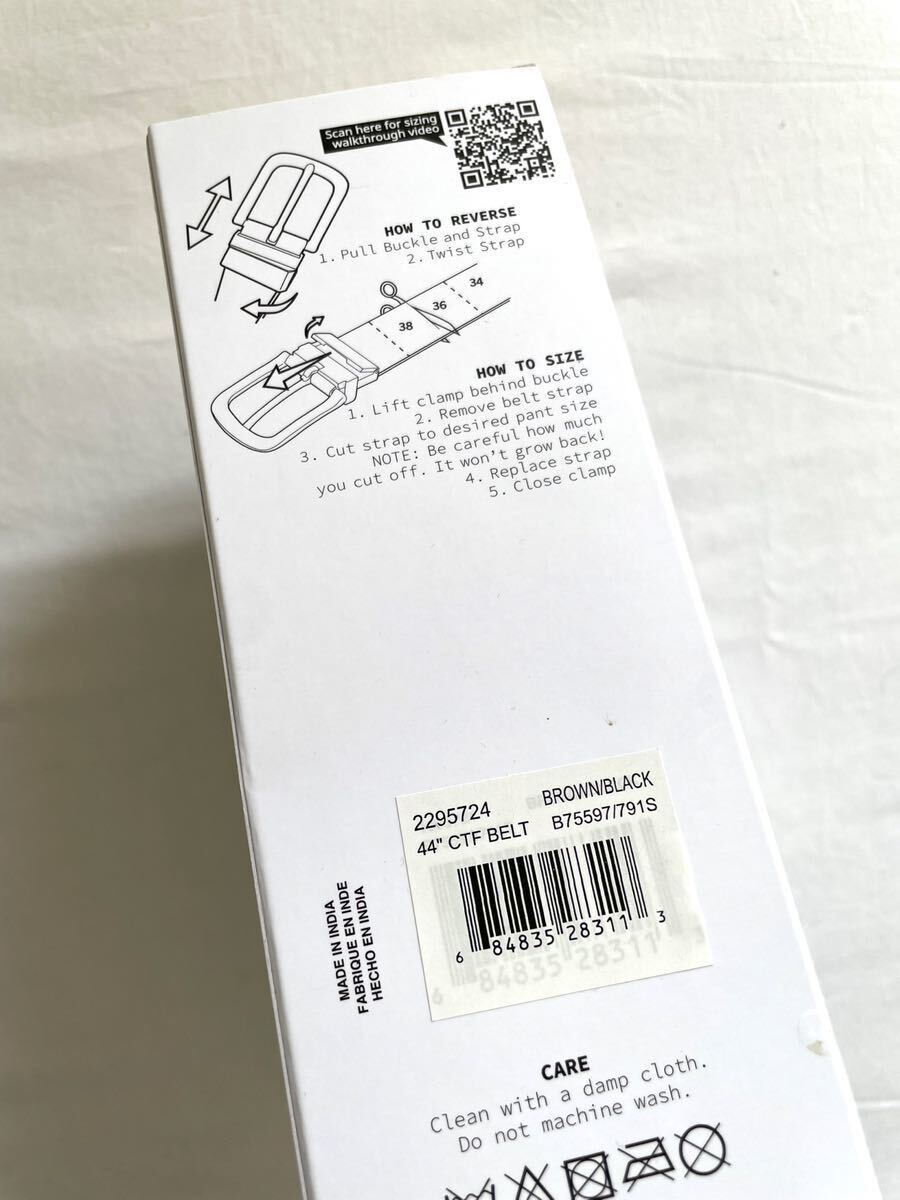 Scan here for sizing
walkthrough video
HOW TO REVERSE
1. Pull Buckle and Strap
2. Twist Strap
38 36 34
HOW TO SIZE
1. Lift clamp behind buckle
2. Remove belt strap
3. Cut strap to desired pant size
NOTE: Be careful how much
you cut off. It won't grow back!
4. Replace strap
5. Close clamp
2295724 BROWN/BLACK
44" CTF BELT B75597/791S
6 84835 28311 3
6 84835 28311 3
MADE IN INDIA
FABRIQUE EN INDE
HECHO EN INDIA
CARE
Clean with a damp cloth.
Do not machine wash.